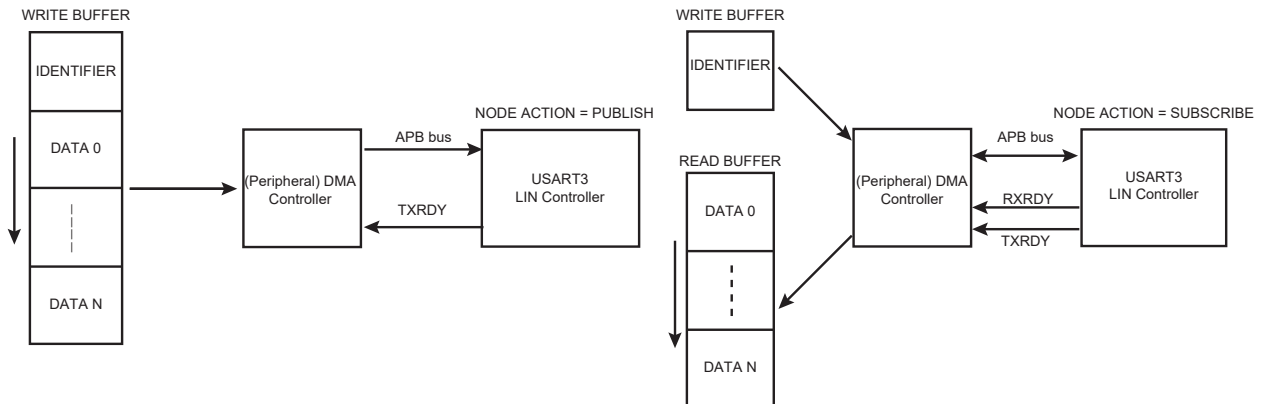 WRITE BUFFER
IDENTIFIER
DATA 0
DATA N
(Peripheral) DMA
Controller
APB bus
TXRDY
NODE ACTION = PUBLISH
USART3
LIN Controller
WRITE BUFFER
IDENTIFIER
READ BUFFER
DATA 0
DATA N
(Peripheral) DMA
Controller
APB bus
RXRDY
TXRDY
NODE ACTION = SUBSCRIBE
USART3
LIN Controller